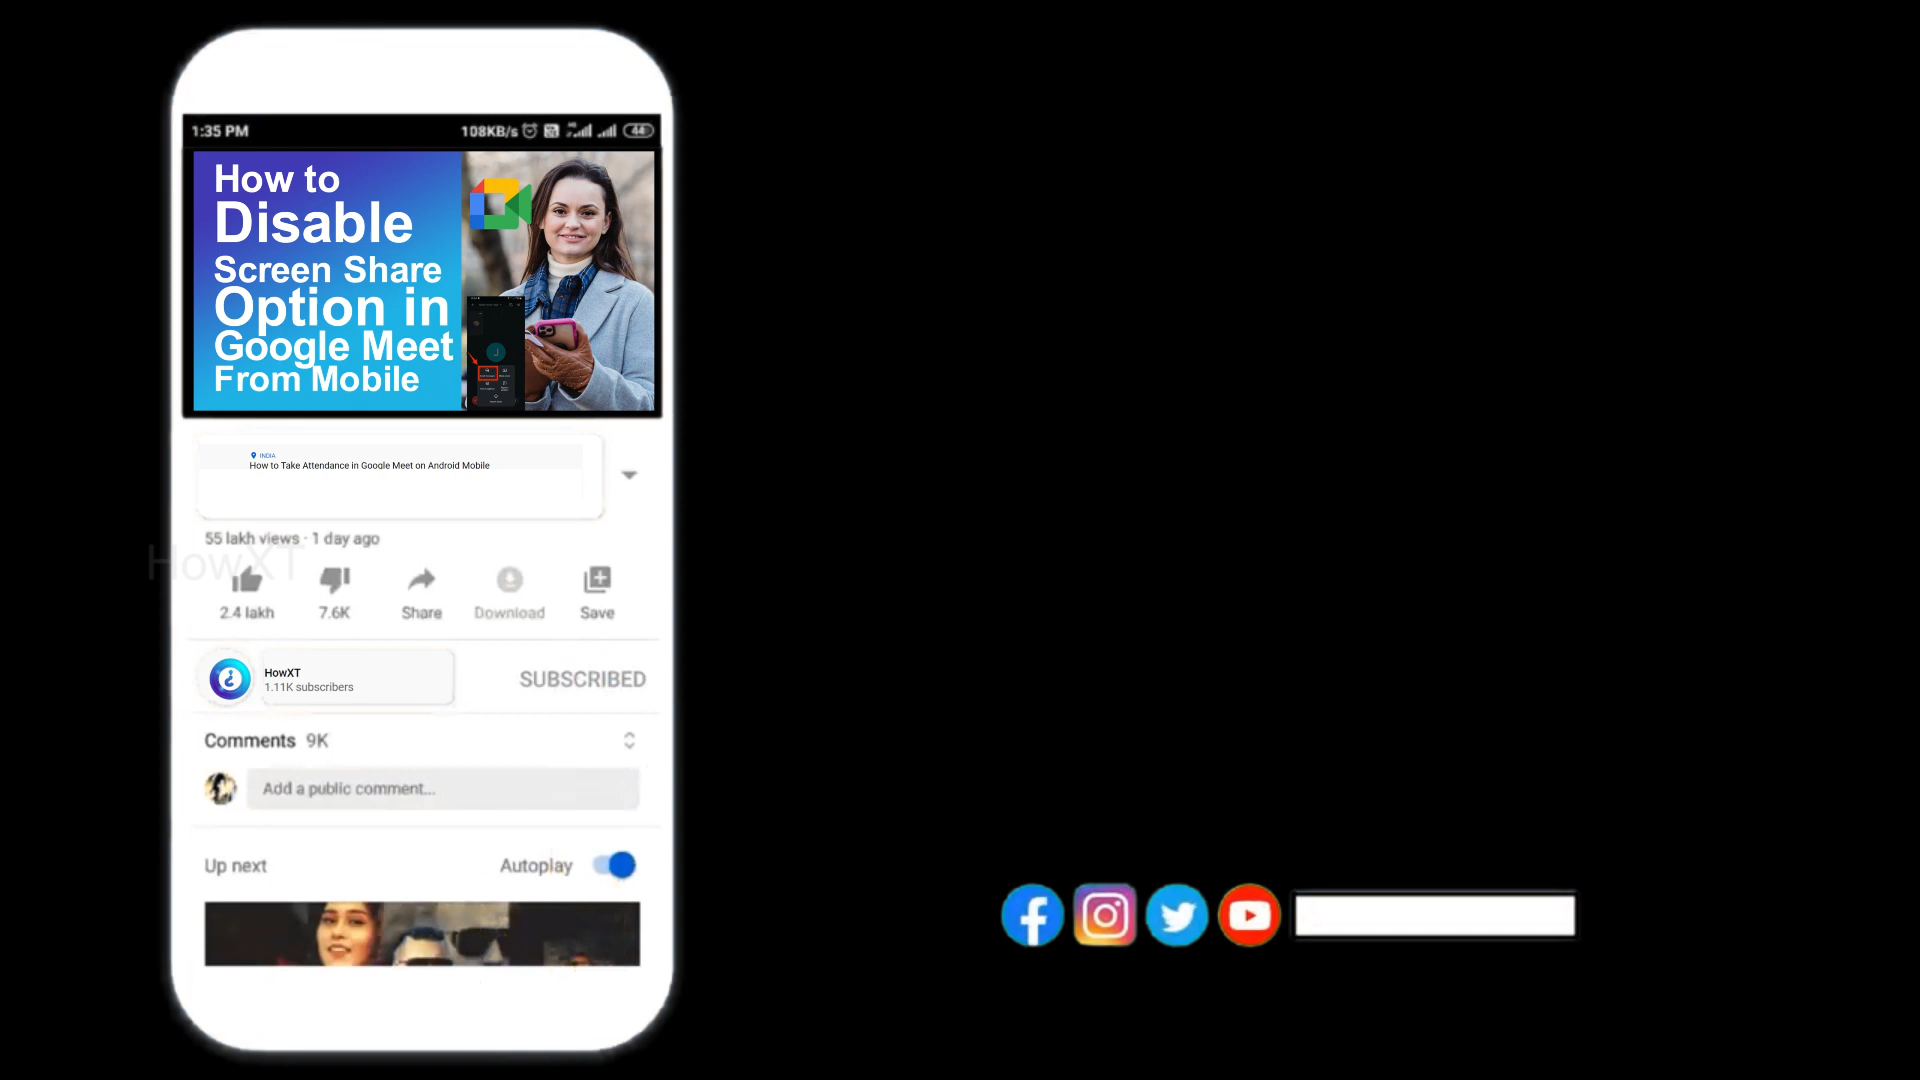 1:35 PM 108KB/s 44
How to
Disable
Screen Share
Option in
Google Meet
From Mobile
INDIA
How to Take Attendance in Google Meet on Android Mobile
55 lakh views · 1 day ago
HowXT
2.4 lakh 7.6K Share Download Save
HowXT
1.11K subscribers
SUBSCRIBED
Comments 9K
Add a public comment...
Up next Autoplay